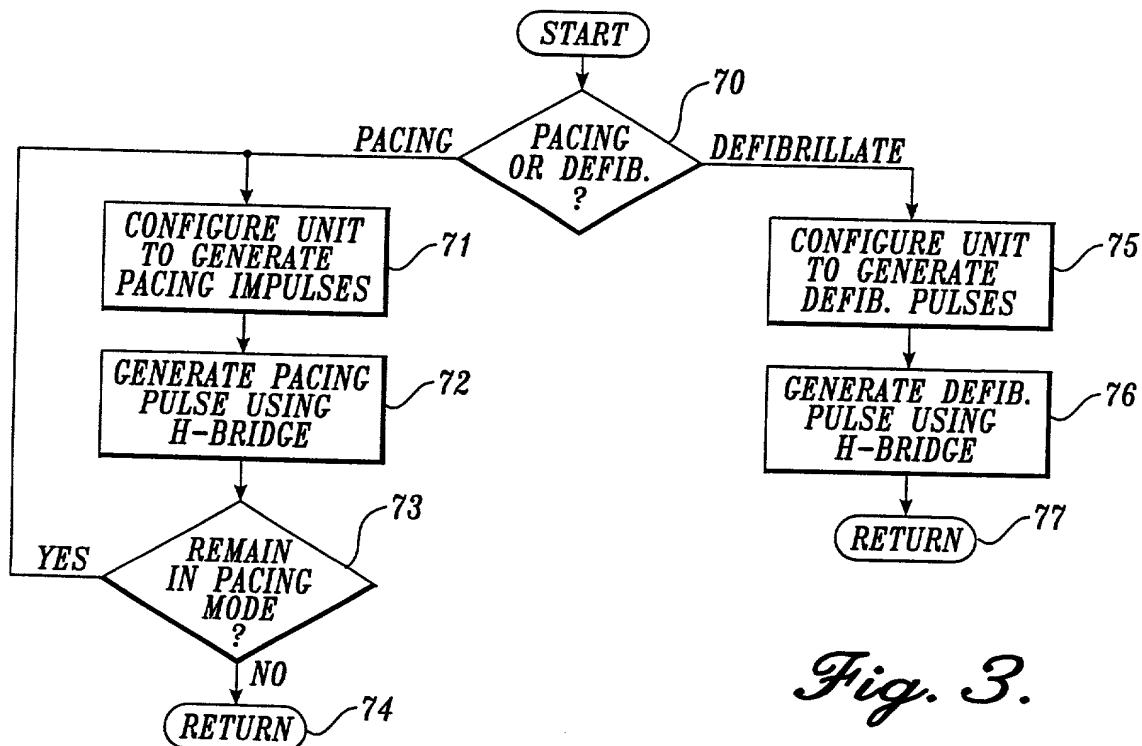 START
70
PACING
OR DEFIB.
?
PACING
DEFIBRILLATE
CONFIGURE UNIT
TO GENERATE
PACING IMPULSES
71
GENERATE PACING
PULSE USING
H-BRIDGE
72
REMAIN
IN PACING
MODE
?
73
YES
NO
RETURN
74
CONFIGURE UNIT
TO GENERATE
DEFIB. PULSES
75
GENERATE DEFIB.
PULSE USING
H-BRIDGE
76
RETURN
77
Fig. 3.